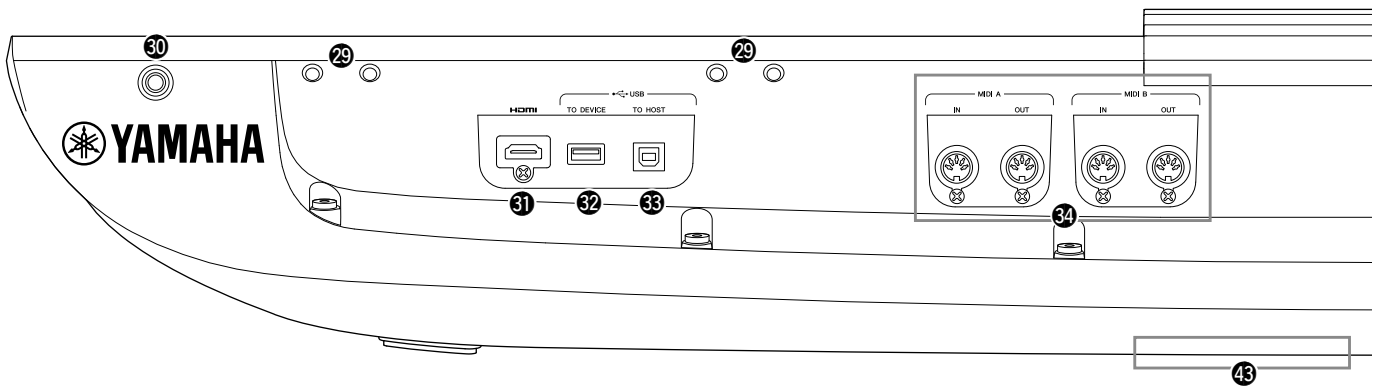 30
29
29
HDMI
USB
TO DEVICE
TO HOST
MIDI A
IN
OUT
MIDI B
IN
OUT
YAMAHA
31
32
33
34
43